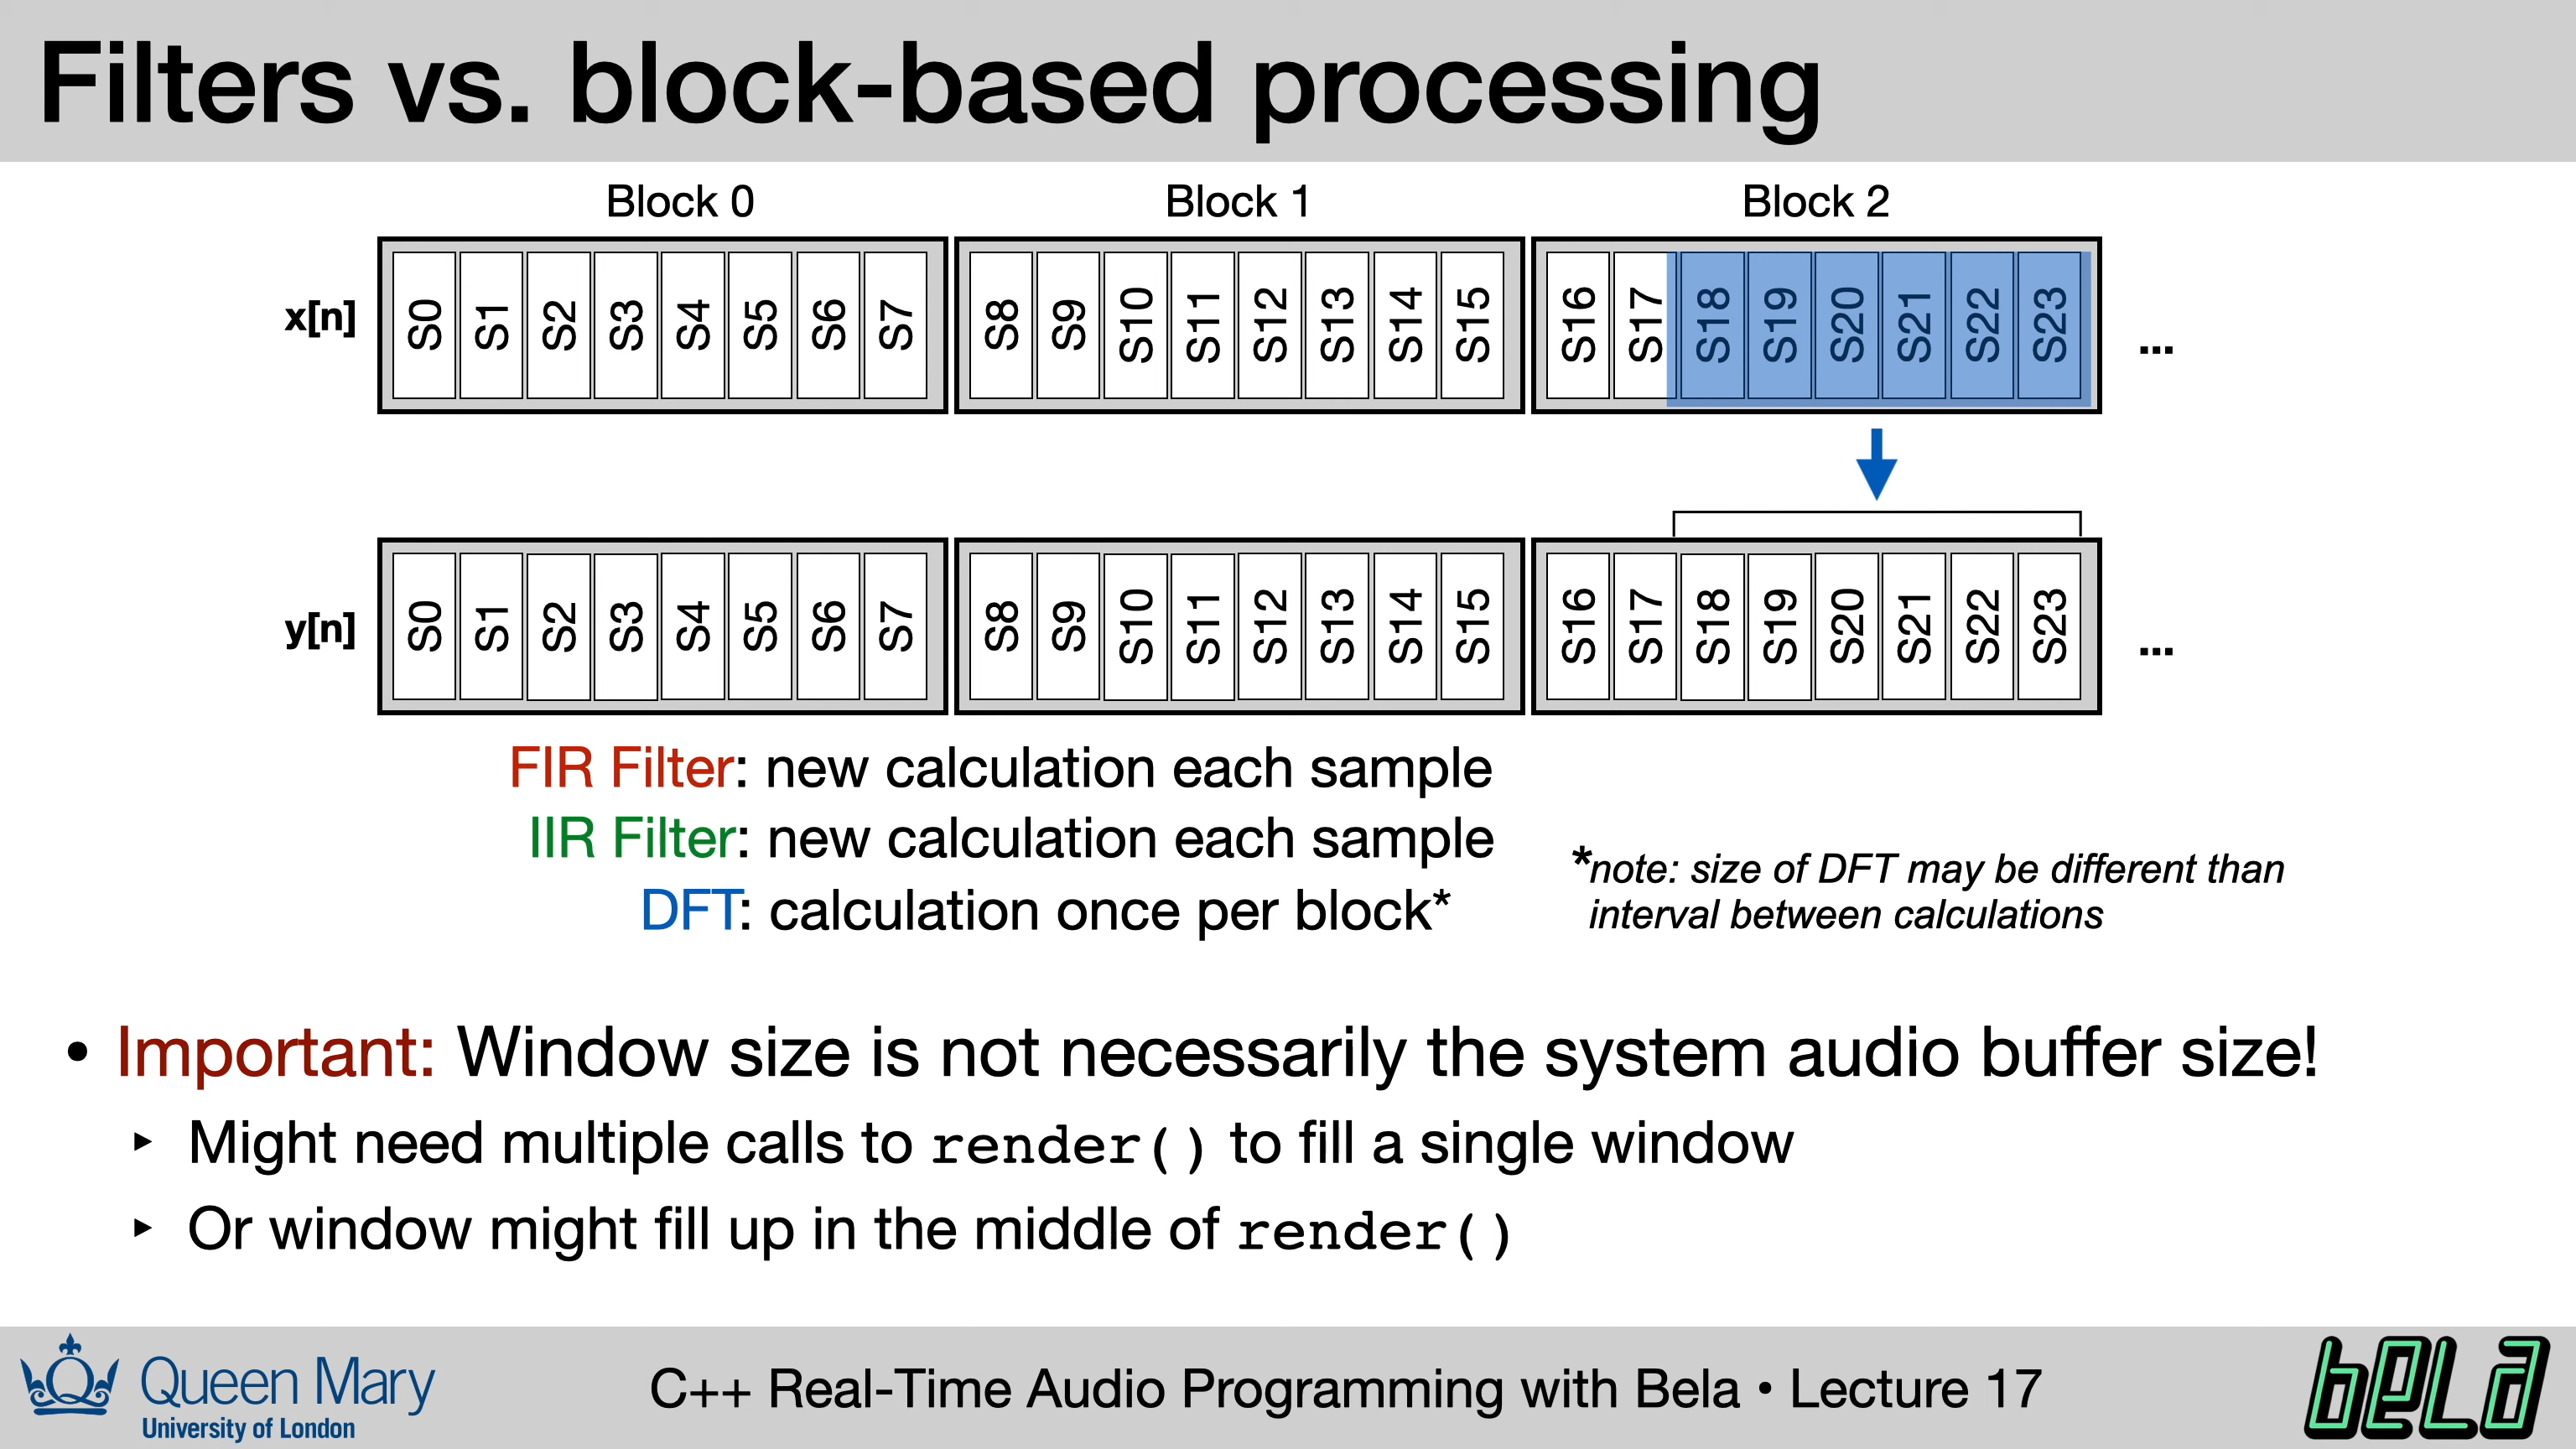 Filters vs. block-based processing
Block 0 Block 1 Block 2
x[n] S0 S1 S2 S3 S4 S5 S6 S7 S8 S9 S10 S11 S12 S13 S14 S15 S16 S17 S18 S19 S20 S21 S22 S23 ...
y[n] S0 S1 S2 S3 S4 S5 S6 S7 S8 S9 S10 S11 S12 S13 S14 S15 S16 S17 S18 S19 S20 S21 S22 S23 ...
FIR Filter: new calculation each sample
IIR Filter: new calculation each sample
DFT: calculation once per block*
*note: size of DFT may be different than
interval between calculations
• Important: Window size is not necessarily the system audio buffer size!
‣ Might need multiple calls to render() to fill a single window
‣ Or window might fill up in the middle of render()
Queen Mary
University of London
C++ Real-Time Audio Programming with Bela • Lecture 17
bela